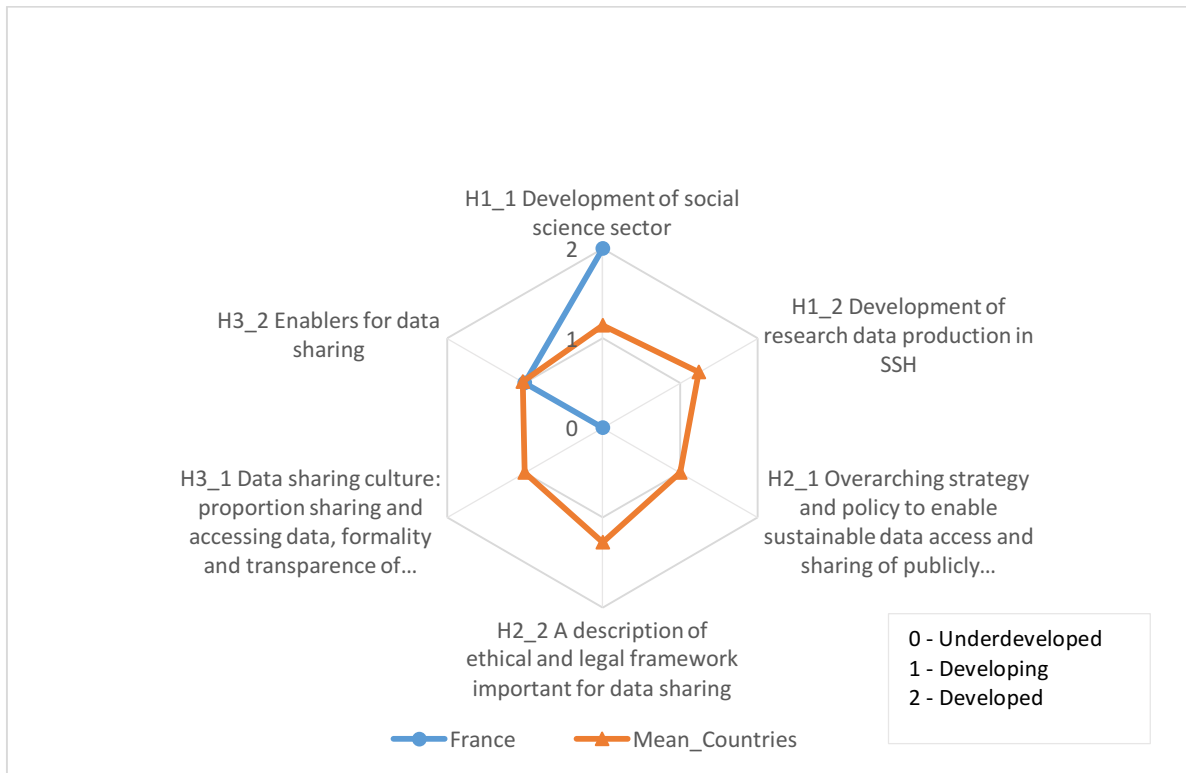 H1_1 Development of social
science sector
2
H1_2 Development of
research data production in
SSH
H3_2 Enablers for data
sharing
1
0
H3_1 Data sharing culture:
proportion sharing and
accessing data, formality
and transparence of...
H2_1 Overarching strategy
and policy to enable
sustainable data access and
sharing of publicly...
H2_2 A description of
ethical and legal framework
important for data sharing
0 - Underdeveloped
1 - Developing
2 - Developed
France
Mean_Countries